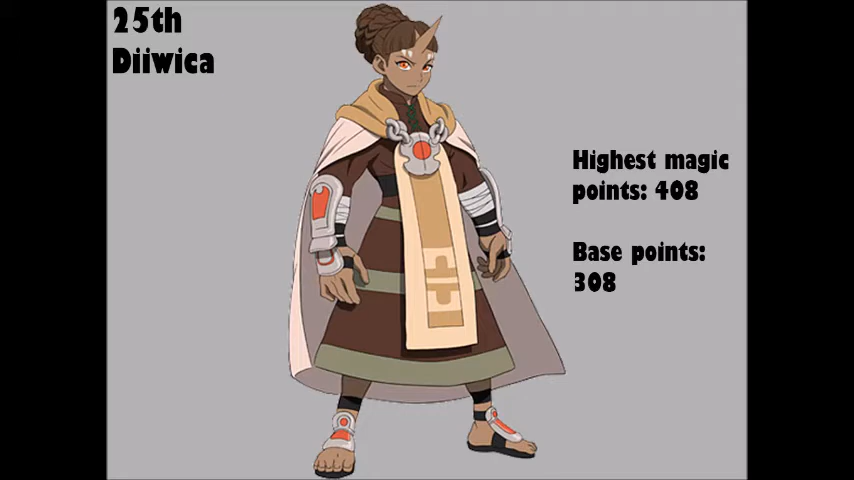 25th
Diiwica
Highest magic
points: 408
Base points:
308